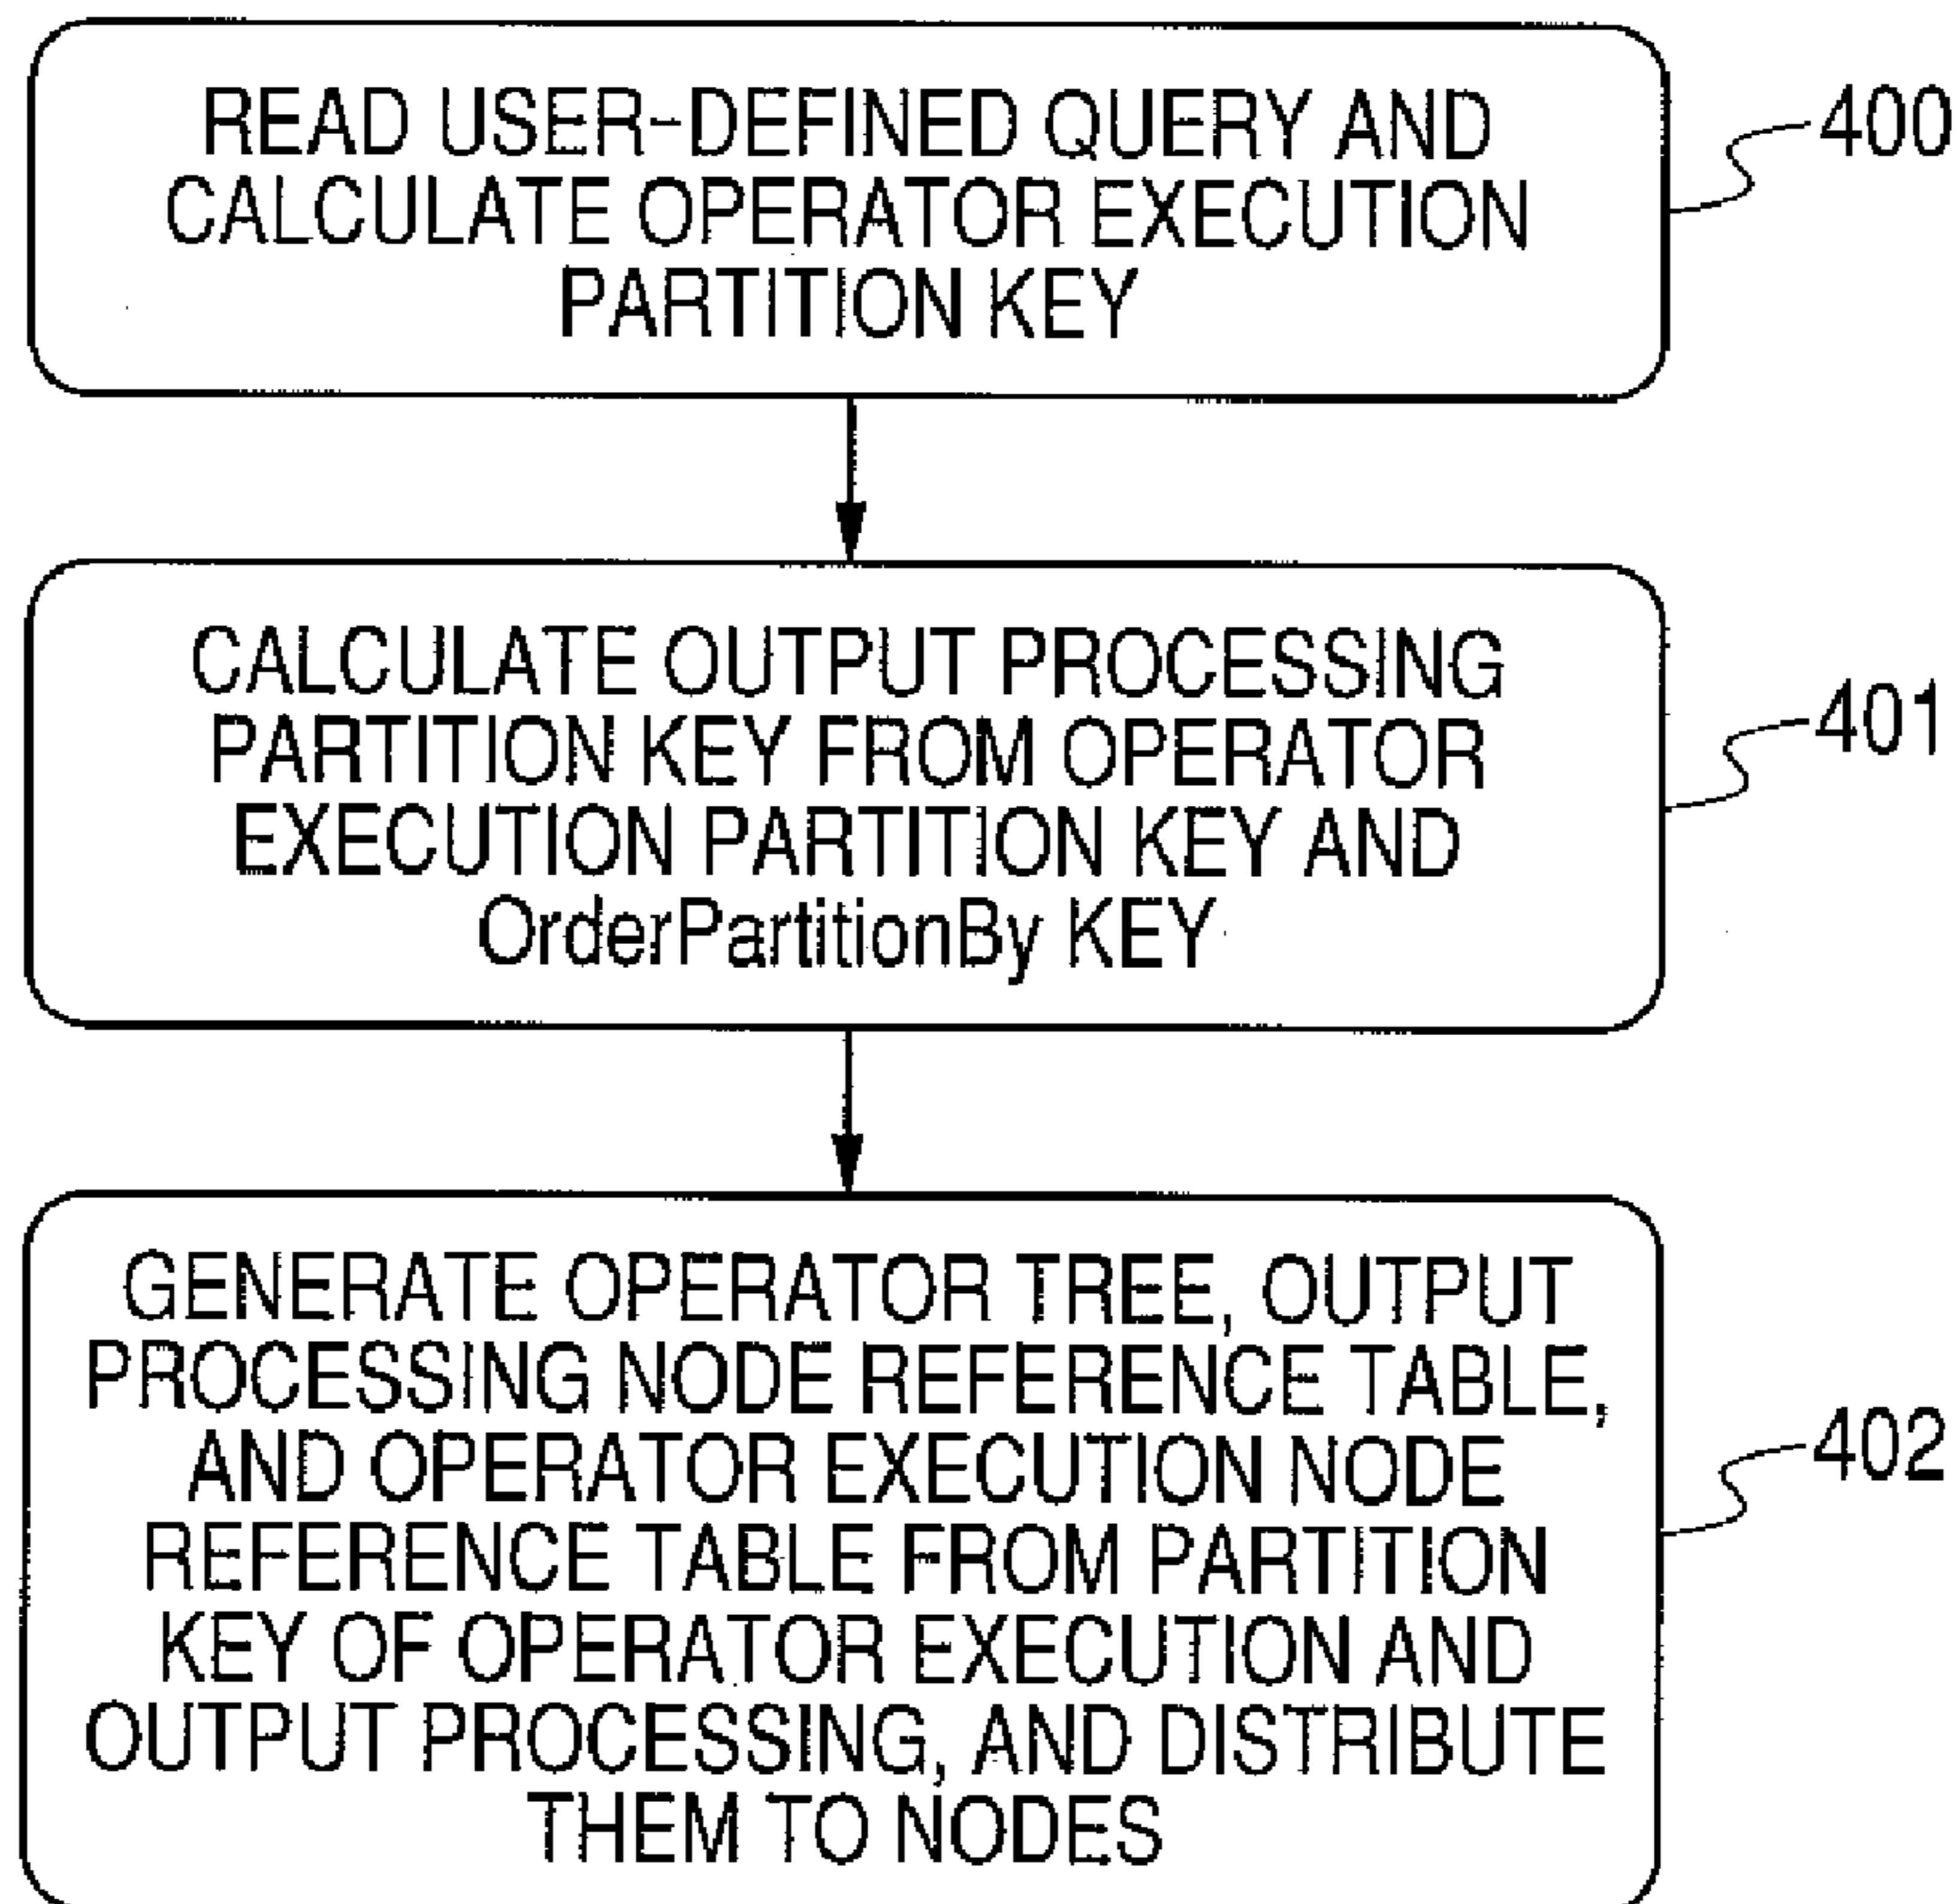 READ USER-DEFINED QUERY AND
CALCULATE OPERATOR EXECUTION
PARTITION KEY
400
CALCULATE OUTPUT PROCESSING
PARTITION KEY FROM OPERATOR
EXECUTION PARTITION KEY AND
OrderPartitionBy KEY
401
GENERATE OPERATOR TREE, OUTPUT
PROCESSING NODE REFERENCE TABLE,
AND OPERATOR EXECUTION NODE
REFERENCE TABLE FROM PARTITION
KEY OF OPERATOR EXECUTION AND
OUTPUT PROCESSING, AND DISTRIBUTE
THEM TO NODES
402